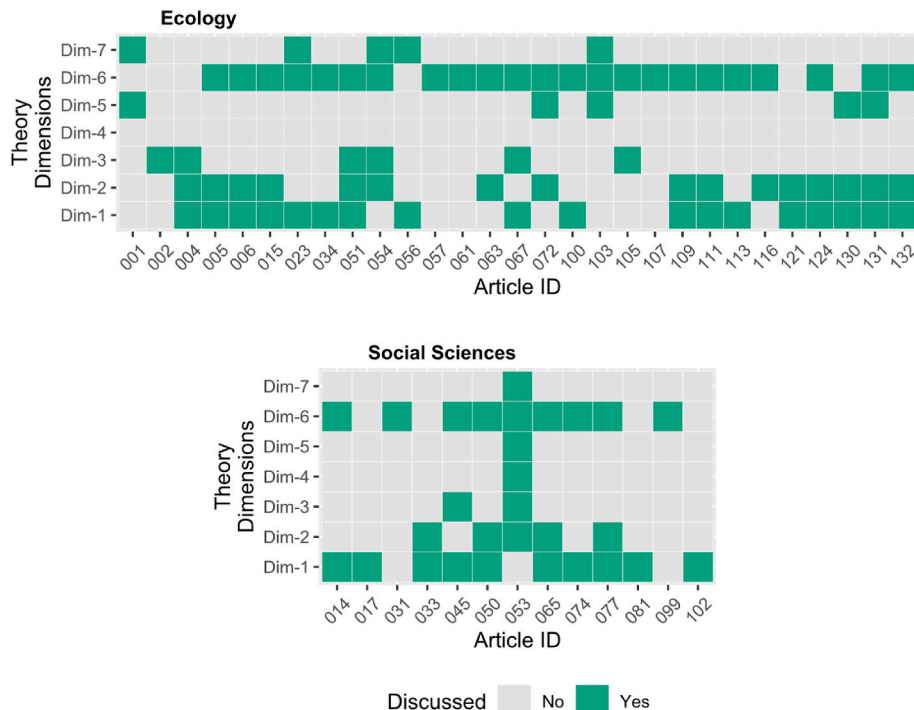 Ecology
Dim-7
Dim-6
Dim-5
Dim-4
Dim-3
Dim-2
Dim-1
Theory
Dimensions
001 002 004 005 006 015 023 034 051 054 056 057 061 063 067 072 100 103 105 107 109 111 113 116 121 124 130 131 132
Article ID
Social Sciences
Dim-7
Dim-6
Dim-5
Dim-4
Dim-3
Dim-2
Dim-1
Theory
Dimensions
014 017 031 033 045 050 053 065 074 077 081 099 102
Article ID
Discussed No Yes